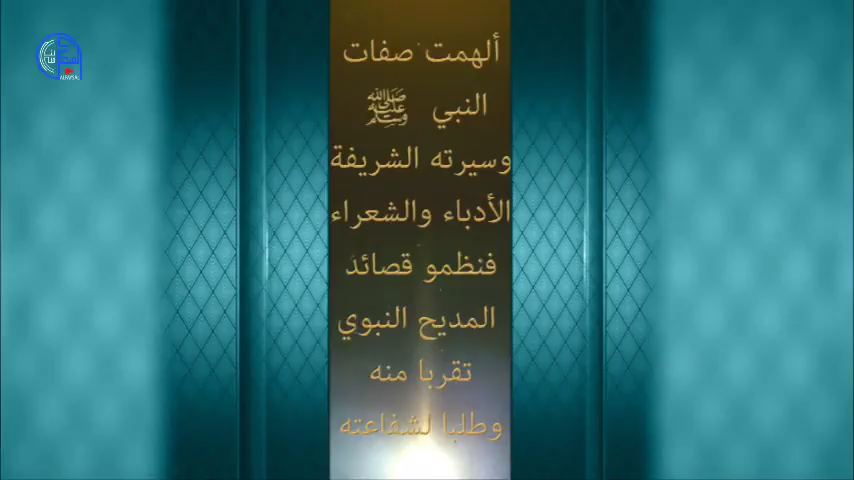 ألهمت صفات
النبي ﷺ
وسيرته الشريفة
الأدباء والشعراء
فنظمو قصائد
المديح النبوي
تقربا منه
وطلبا لشفاعته